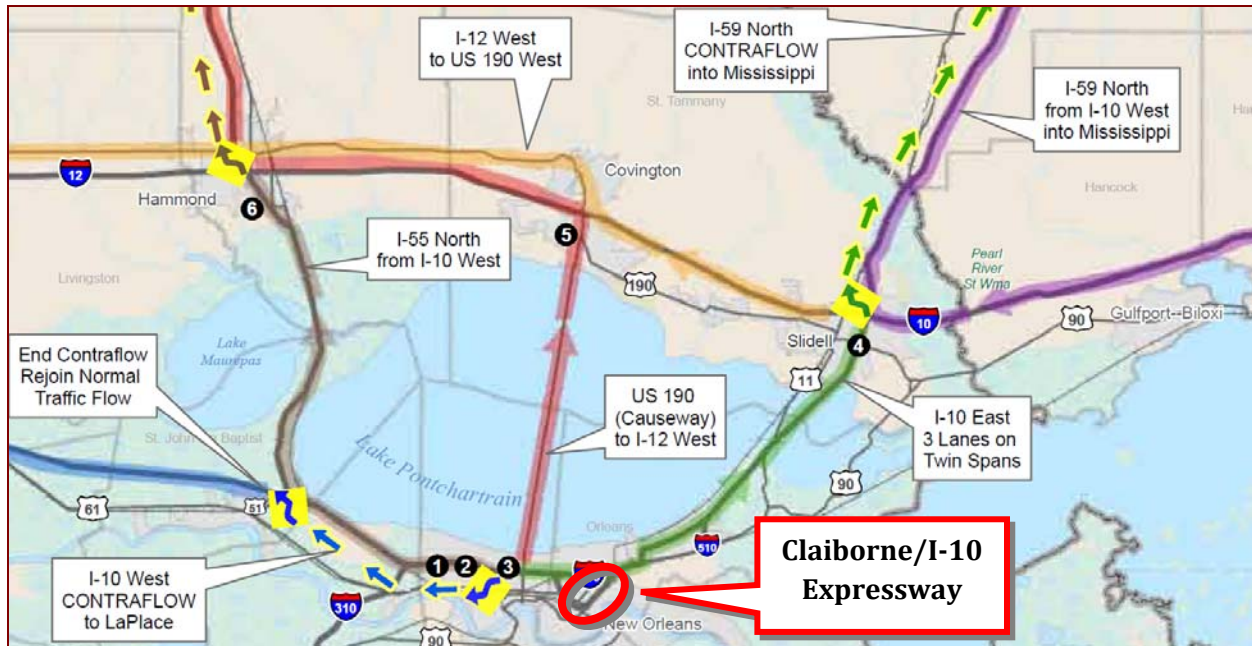 I-12 West
to US 190 West
I-59 North
CONTRAFLOW
into Mississippi
I-59 North
from I-10 West
into Mississippi
St. Tammany
Covington
Hancock
12
Hammond
6
5
I-55 North
from I-10 West
Livingston
190
Pearl
River
St Wma
10
90
Gulfport--Biloxi
Slidell
4
11
Lake
Maurepas
End Contraflow
Rejoin Normal
Traffic Flow
US 190
(Causeway)
to I-12 West
I-10 East
3 Lanes on
Twin Spans
Lake Pontchartrain
90
61
51
Orleans
510
I-10 West
CONTRAFLOW
to LaPlace
1
2
3
310
90
New Orleans
Claiborne/I-10
Expressway